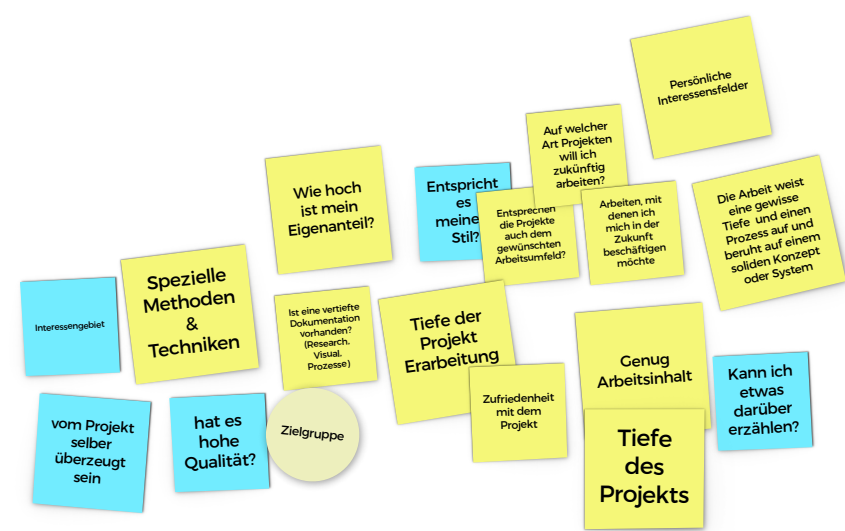 Persönliche
Interessensfelder
Auf welcher
Art Projekten
will ich
zukünftig
arbeiten?
Wie hoch
ist mein
Eigenanteil?
Entspricht
es
meine
Stil?
Entsprechen
die Projekte
auch dem
gewünschten
Arbeitsumfeld?
Arbeiten, mit
denen ich
mich in der
Zukunft
beschäftigen
möchte
Die Arbeit weist
eine gewisse
Tiefe und einen
Prozess auf und
beruht auf einem
soliden Konzept
oder System
Interessengebiet
Spezielle
Methoden
&
Techniken
Ist eine vertiefte
Dokumentation
vorhanden?
(Research,
Visual,
Prozesse)
Tiefe der
Projekt
Erarbeitung
Genug
Arbeitsinhalt
Kann ich
etwas
darüber
erzählen?
vom Projekt
selber
überzeugt
sein
hat es
hohe
Qualität?
Zielgruppe
Zufriedenheit
mit dem
Projekt
Tiefe
des
Projekts